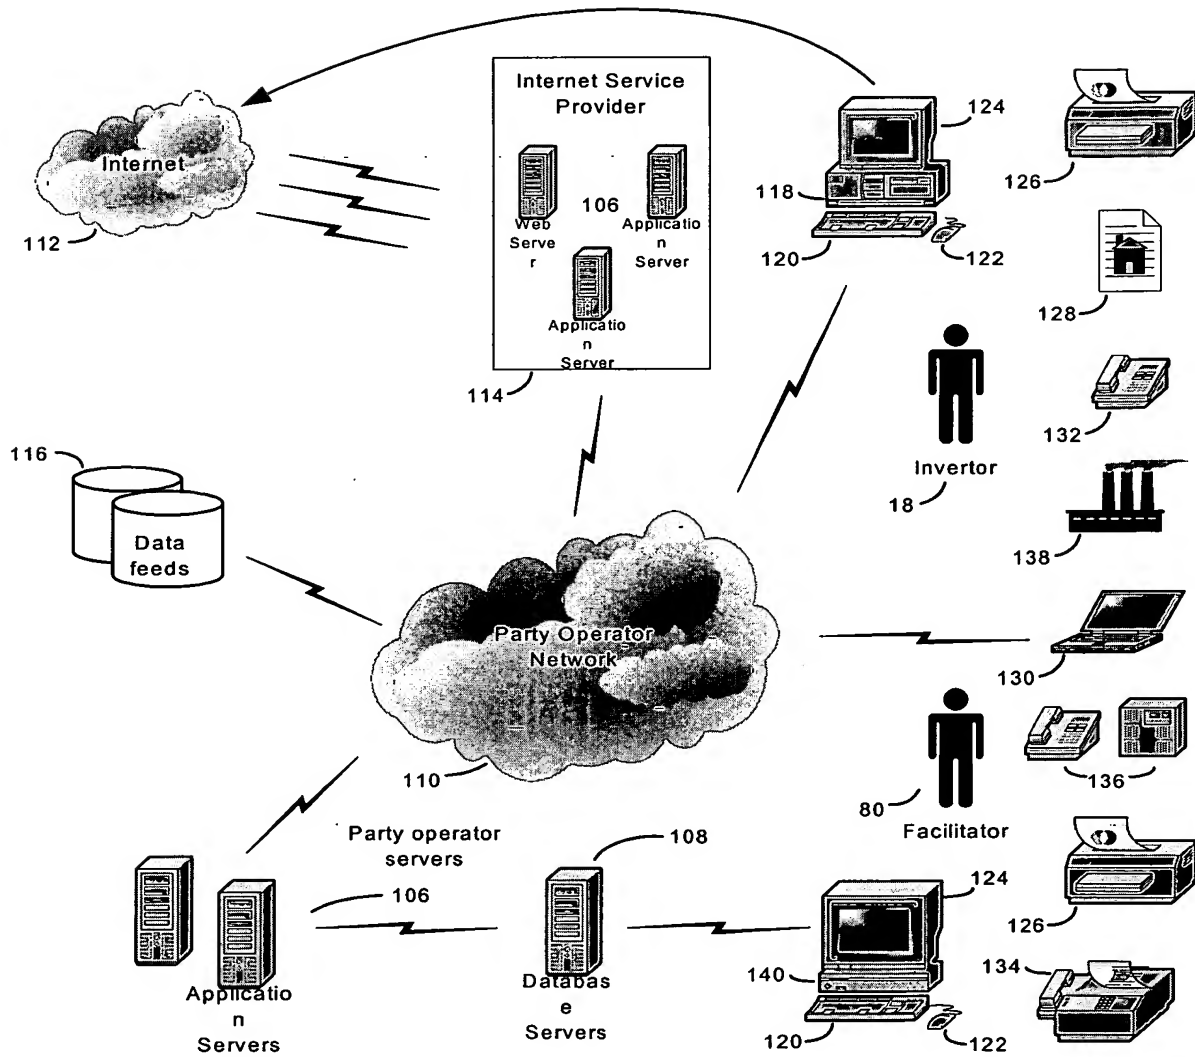 Internet Service
Provider
124
Internet
126
118
106
Web
Serve
r
Applicatio
n
Server
112
120
122
128
Applicatio
n
Server
114
132
116
Invertor
18
Data
feeds
138
Party Operator
Network
130
110
136
80
Facilitator
Party operator
servers
108
124
106
126
134
140
Applicatio
n
Servers
Databas
e
Servers
120
122